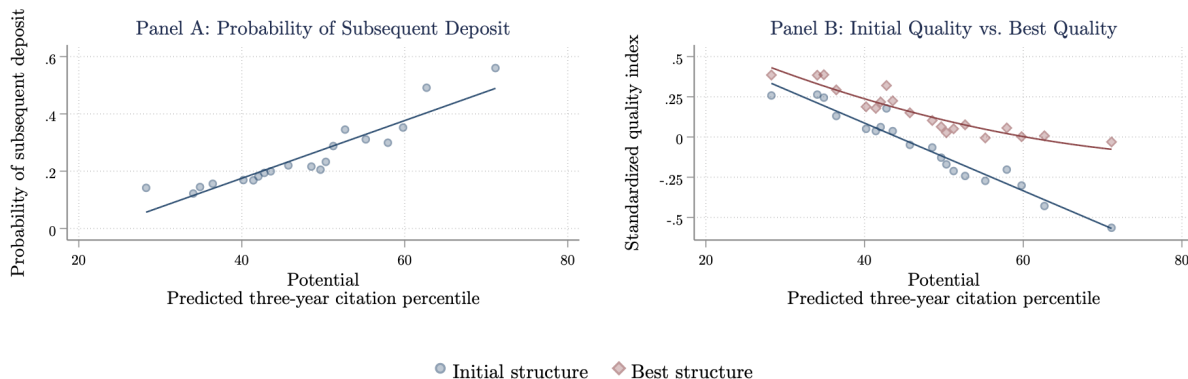 Panel A: Probability of Subsequent Deposit
Probability of subsequent deposit
.6
.4
.2
0
20 40 60 80
Potential
Predicted three-year citation percentile
Panel B: Initial Quality vs. Best Quality
Standardized quality index
.5
.25
0
-.25
-.5
20 40 60 80
Potential
Predicted three-year citation percentile
Initial structure Best structure